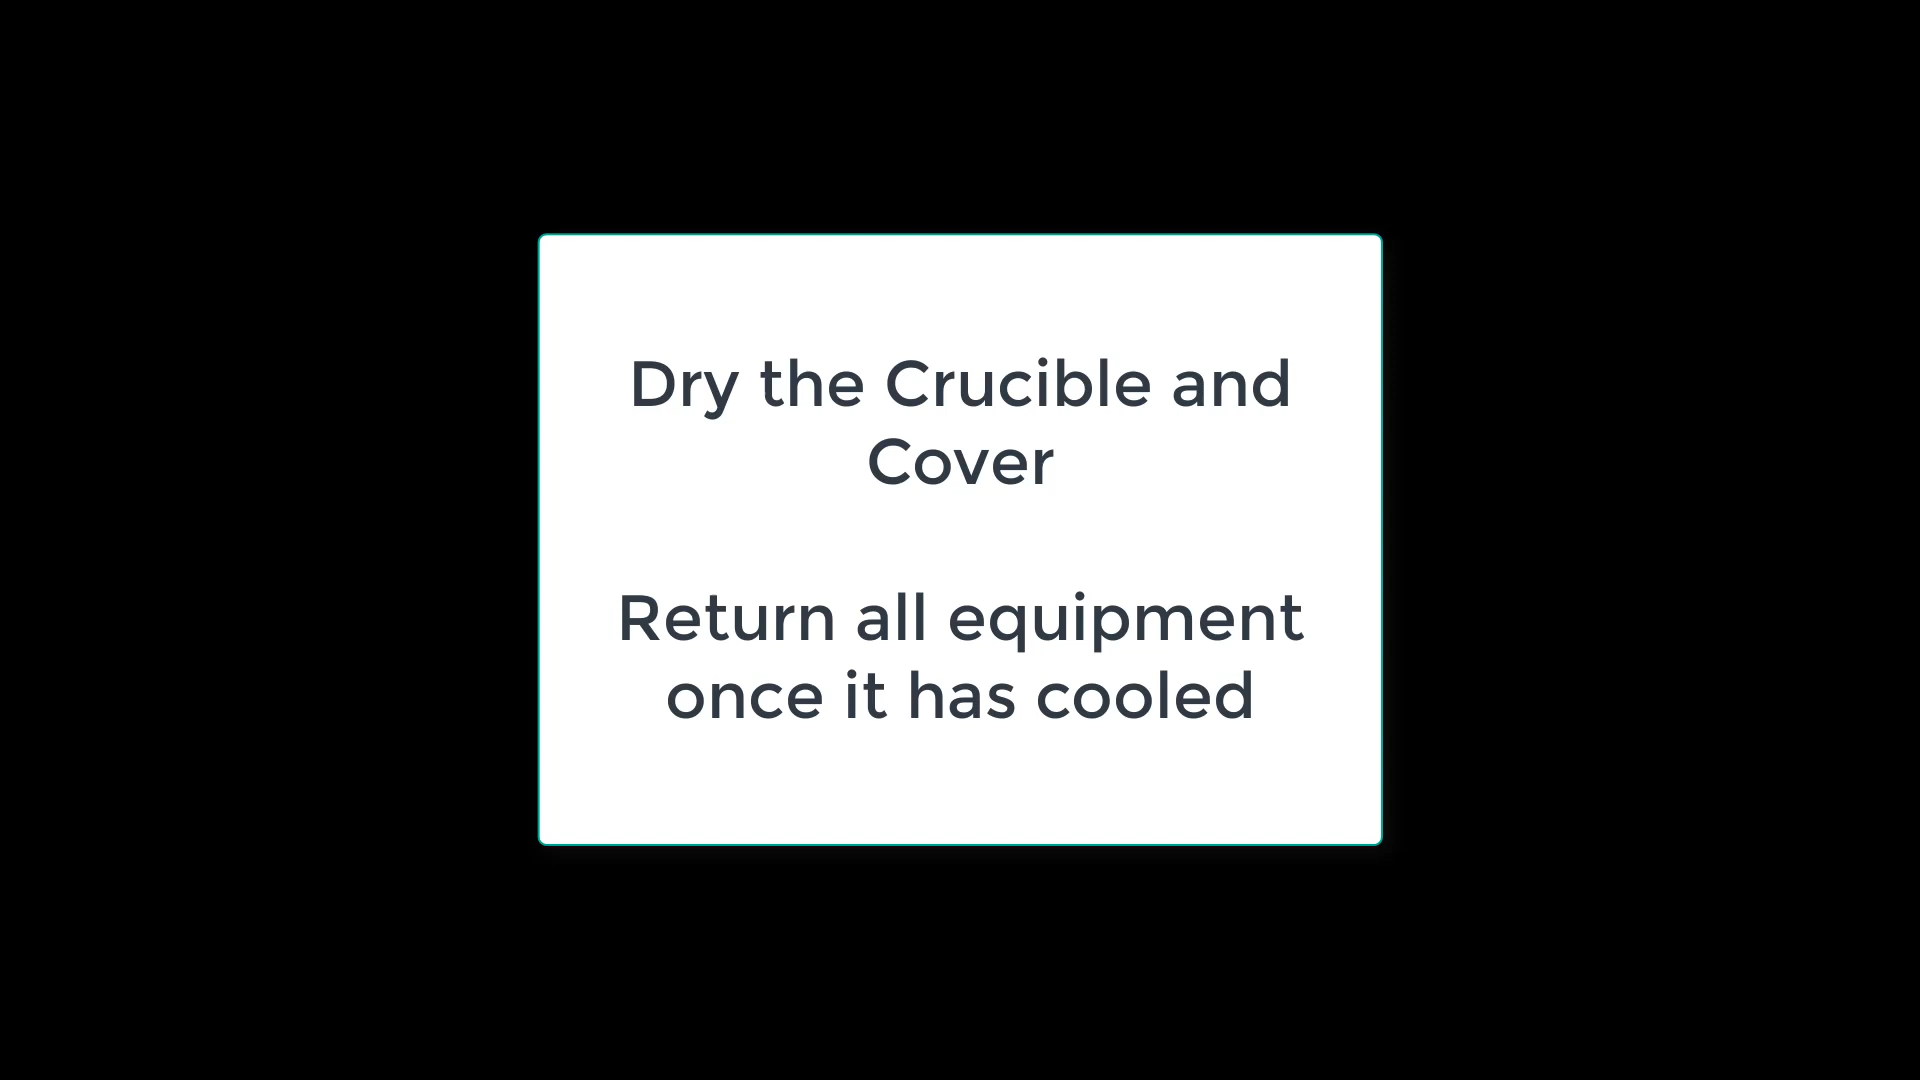 Dry the Crucible and
Cover
Return all equipment
once it has cooled